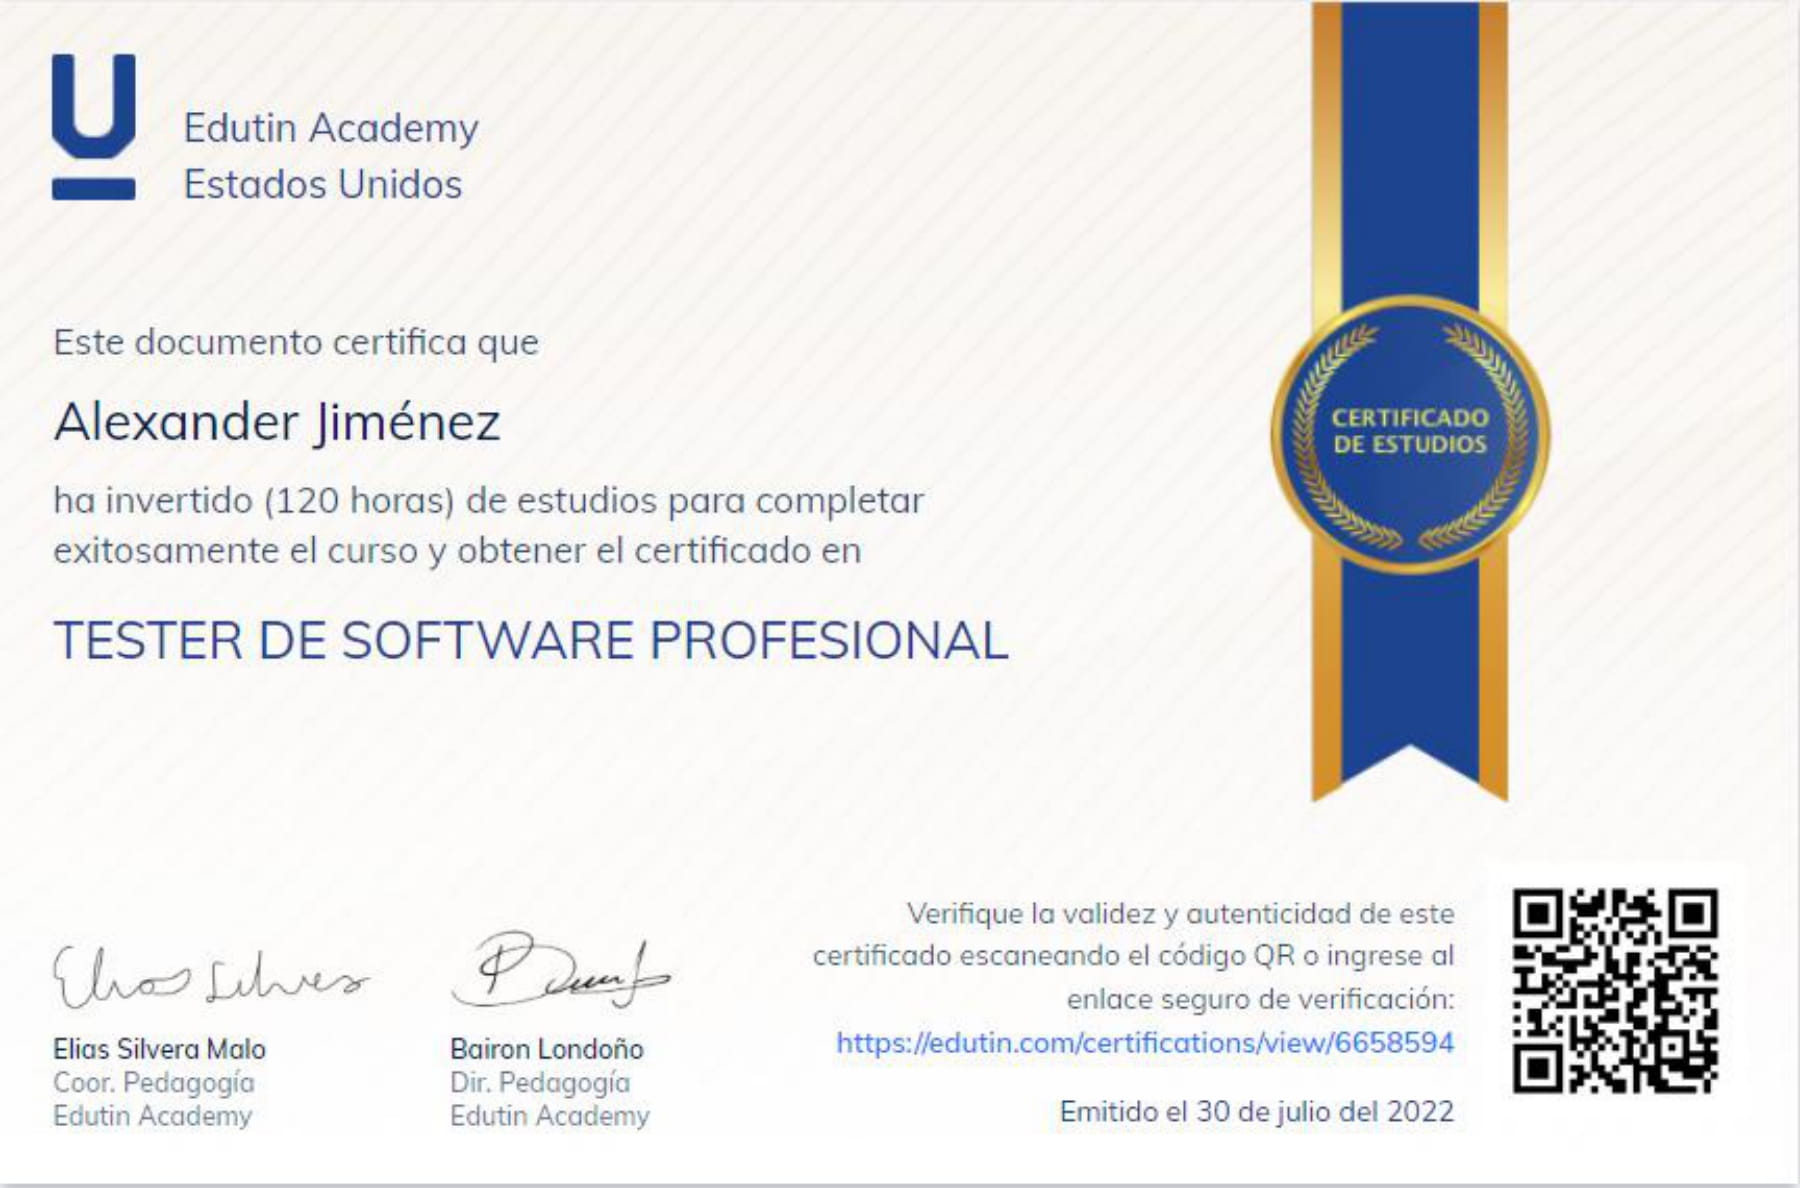 Edutin Academy
Estados Unidos
Este documento certifica que
Alexander Jiménez
ha invertido (120 horas) de estudios para completar
exitosamente el curso y obtener el certificado en
TESTER DE SOFTWARE PROFESIONAL
CERTIFICADO
DE ESTUDIOS
Elias Silvera Malo
Coor. Pedagogía
Edutin Academy
Bairon Londoño
Dir. Pedagogía
Edutin Academy
Verifique la validez y autenticidad de este
certificado escaneando el código QR o ingrese al
enlace seguro de verificación:
https://edutin.com/certifications/view/6658594
Emitido el 30 de julio del 2022